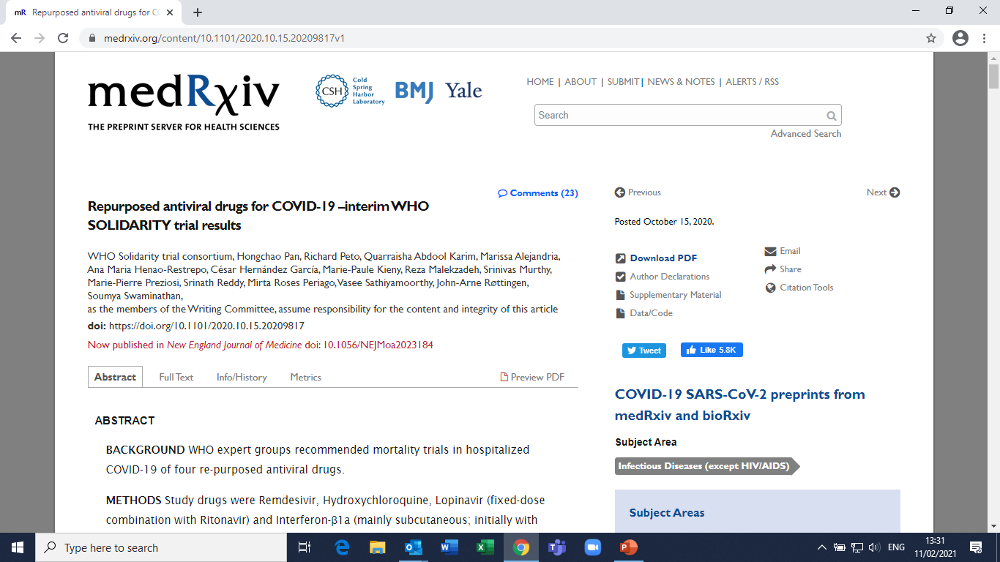 mR Repurposed antiviral drugs for CO
medrxiv.org/content/10.1101/2020.10.15.20209817v1
medRχiv
THE PREPRINT SERVER FOR HEALTH SCIENCES
CSH Cold
Spring
Harbor
Laboratory
BMJ Yale
HOME | ABOUT | SUBMIT | NEWS & NOTES | ALERTS / RSS
Search
Advanced Search
Comments (23)
Repurposed antiviral drugs for COVID-19 –interim WHO
SOLIDARITY trial results
WHO Solidarity trial consortium, Hongchao Pan, Richard Peto, Quarraisha Abdool Karim, Marissa Alejandria,
Ana Maria Henao-Restrepo, César Hernández García, Marie-Paule Kieny, Reza Malekzadeh, Srinivas Murthy,
Marie-Pierre Preziosi, Srinath Reddy, Mirta Roses Periago, Vasee Sathiyamoorthy, John-Arne Røttingen,
Soumya Swaminathan,
as the members of the Writing Committee, assume responsibility for the content and integrity of this article
doi: https://doi.org/10.1101/2020.10.15.20209817
Now published in New England Journal of Medicine doi: 10.1056/NEJMoa2023184
Abstract Full Text Info/History Metrics Preview PDF
ABSTRACT
BACKGROUND WHO expert groups recommended mortality trials in hospitalized
COVID-19 of four re-purposed antiviral drugs.
METHODS Study drugs were Remdesivir, Hydroxychloroquine, Lopinavir (fixed-dose
combination with Ritonavir) and Interferon-β1a (mainly subcutaneous; initially with
Previous Next
Posted October 15, 2020.
Download PDF
Author Declarations
Supplementary Material
Data/Code
Email
Share
Citation Tools
Tweet Like 5.8K
COVID-19 SARS-CoV-2 preprints from
medRxiv and bioRxiv
Subject Area
Infectious Diseases (except HIV/AIDS)
Subject Areas
Type here to search
ENG
13:31
11/02/2021